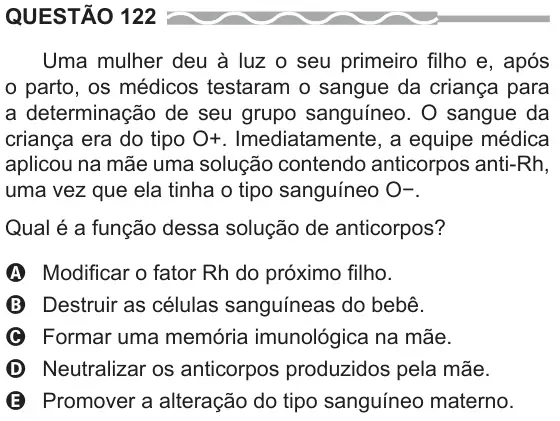 QUESTÃO 122
Uma mulher deu à luz o seu primeiro filho e, após
o parto, os médicos testaram o sangue da criança para
a determinação de seu grupo sanguíneo. O sangue da
criança era do tipo O+. Imediatamente, a equipe médica
aplicou na mãe uma solução contendo anticorpos anti-Rh,
uma vez que ela tinha o tipo sanguíneo O−.
Qual é a função dessa solução de anticorpos?
A Modificar o fator Rh do próximo filho.
B Destruir as células sanguíneas do bebê.
C Formar uma memória imunológica na mãe.
D Neutralizar os anticorpos produzidos pela mãe.
E Promover a alteração do tipo sanguíneo materno.